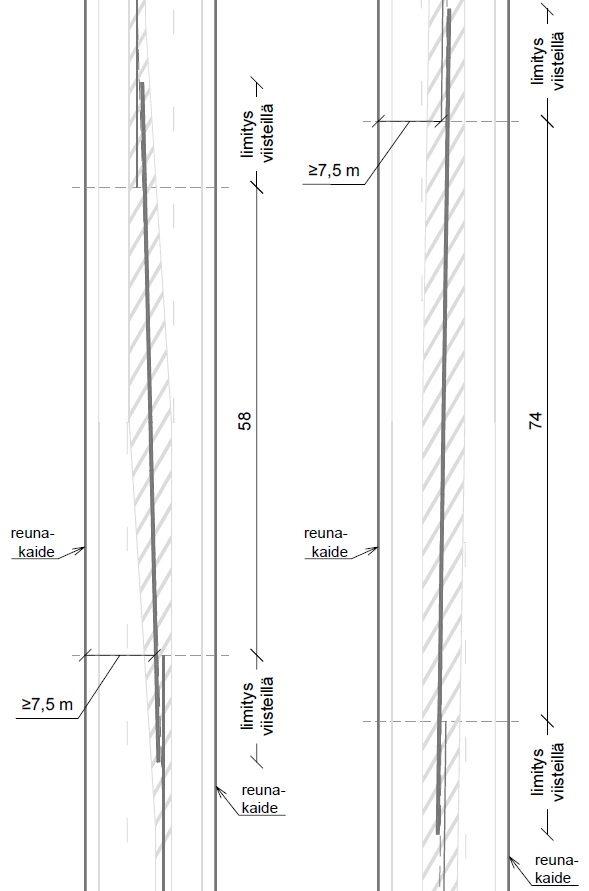 limitys
viisteillä
58
reuna-
kaide
≥7,5 m
limitys
viisteillä
reuna-
kaide
limitys
viisteillä
≥7,5 m
74
reuna-
kaide
limitys
viisteillä
reuna-
kaide